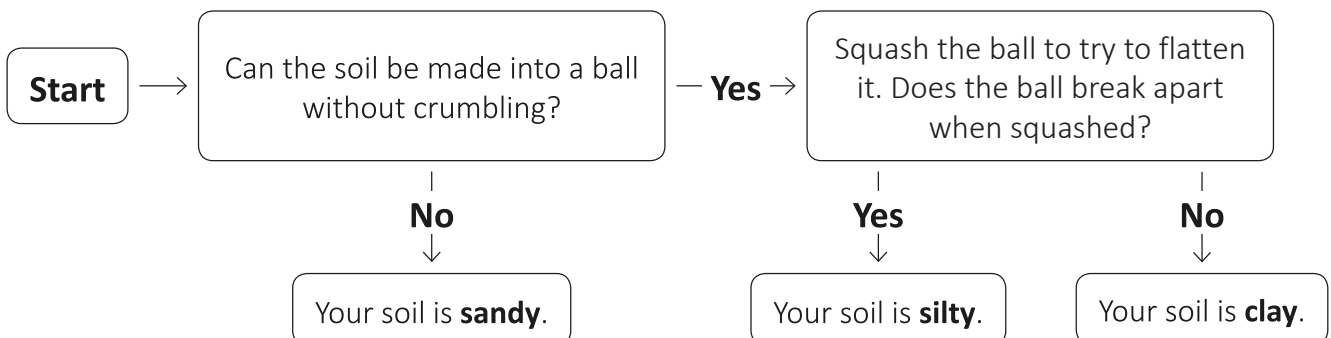 Start
Can the soil be made into a ball
without crumbling?
Yes
Squash the ball to try to flatten
it. Does the ball break apart
when squashed?
No
Yes
No
Your soil is sandy.
Your soil is silty.
Your soil is clay.